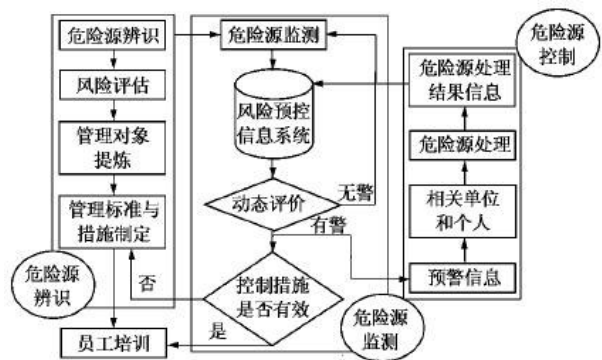 危险源辨识
风险评估
管理对象
提炼
管理标准与
措施制定
危险源
辨识
员工培训
危险源监测
风险预控
信息系统
动态评价
无警
有警
控制措施
是否有效
否
是
危险源
监测
危险源
控制
危险源处理
结果信息
危险源处理
相关单位
和个人
预警信息